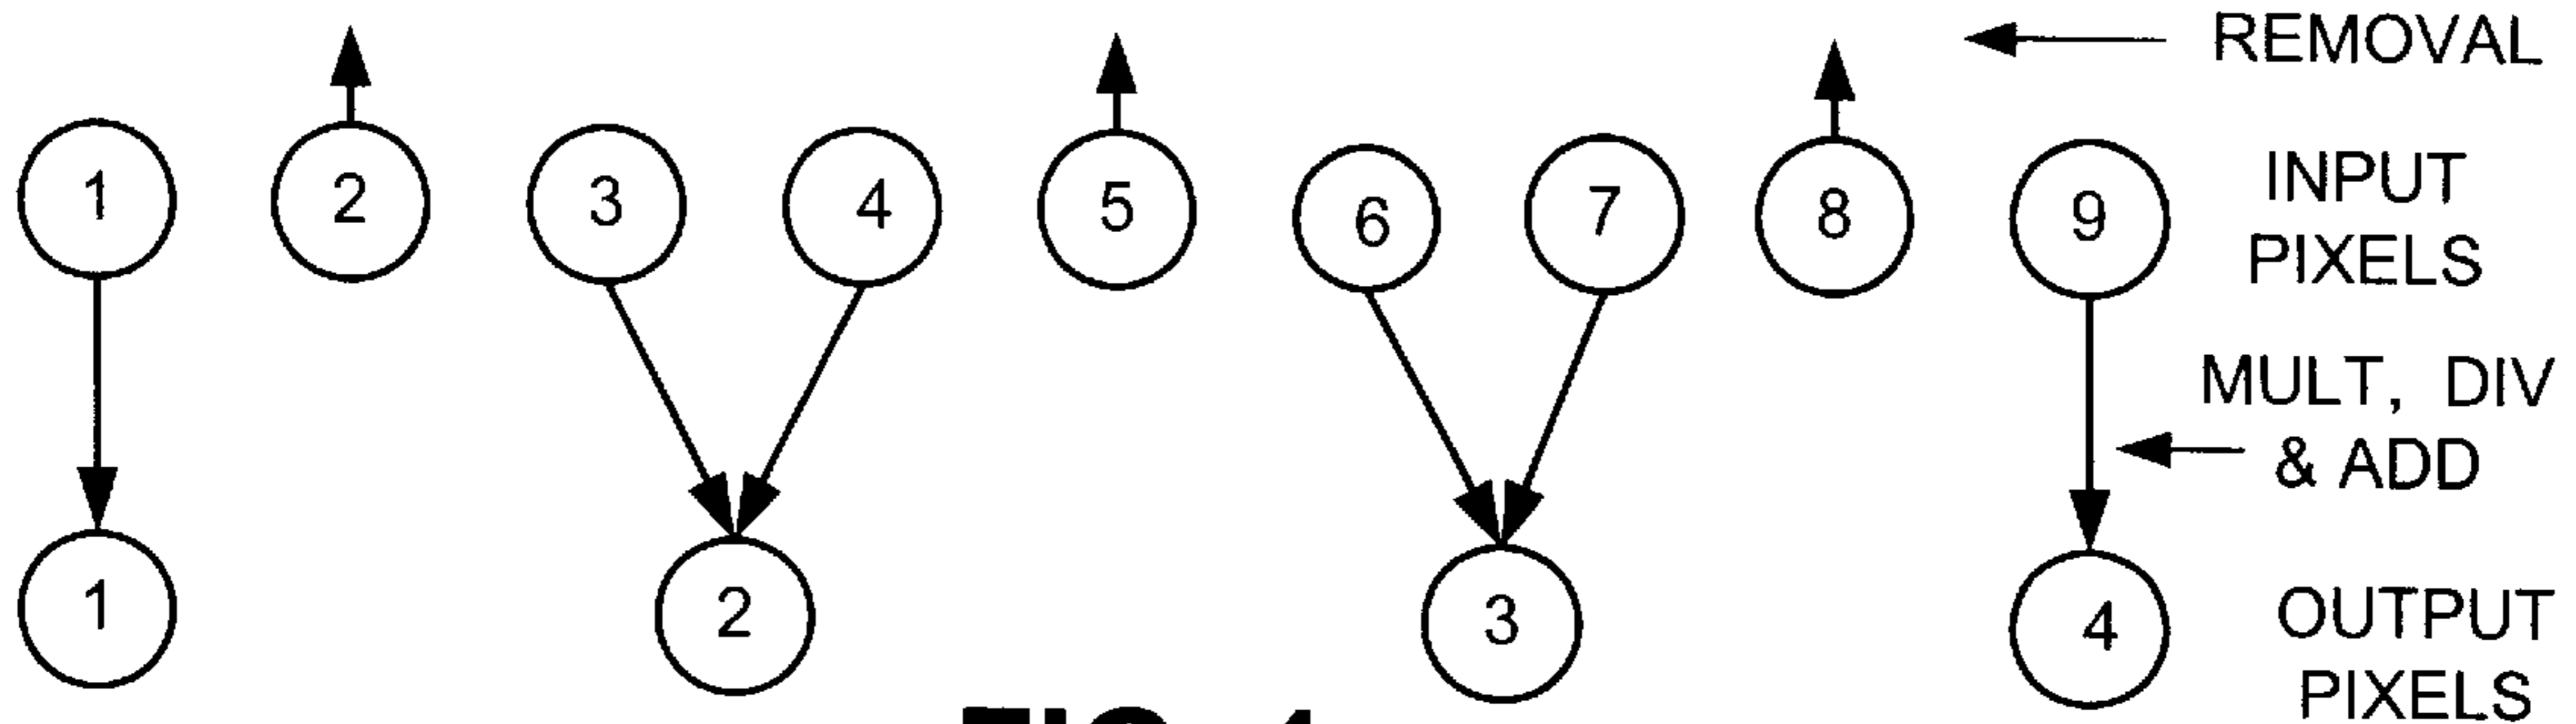 REMOVAL
1 2 3 4 5 6 7 8 9
INPUT
PIXELS
MULT, DIV
& ADD
1 2 3 4
OUTPUT
PIXELS